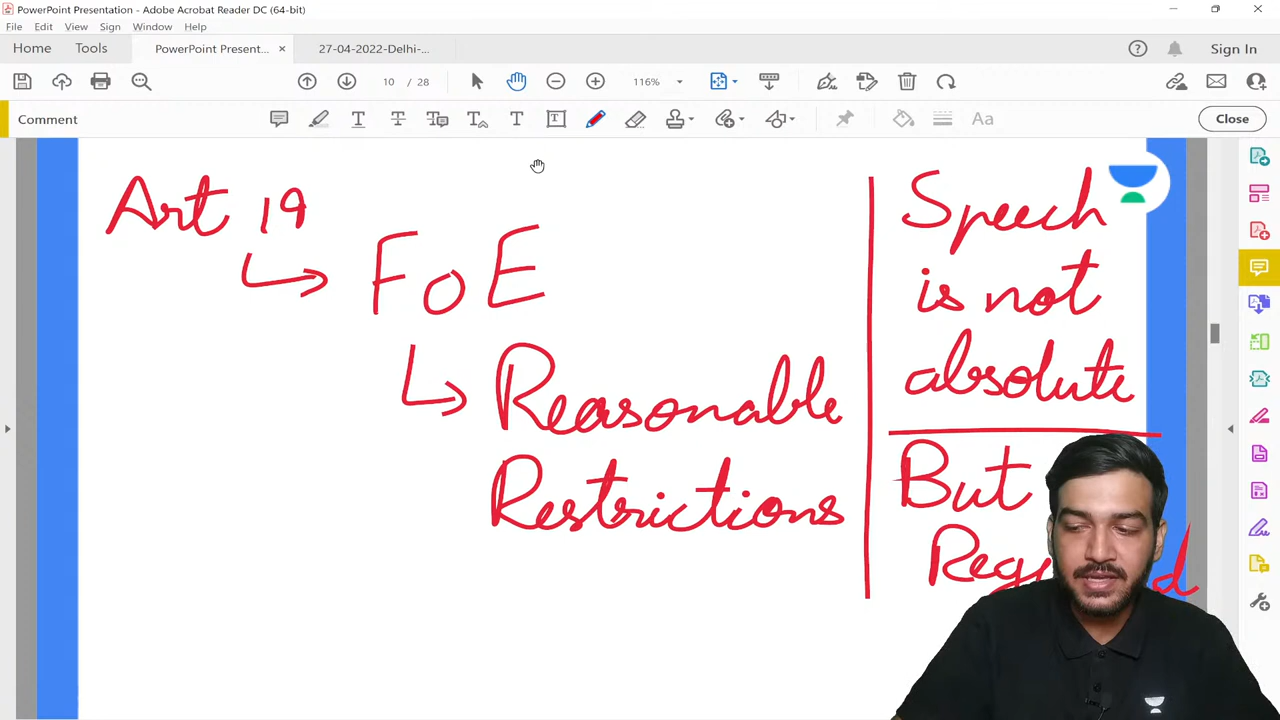 PowerPoint Presentation - Adobe Acrobat Reader DC (64-bit)
File Edit View Sign Window Help
Home Tools PowerPoint Present... × 27-04-2022-Delhi-... Sign In
10 / 28 116%
Comment Close
Art 19
FoE
Reasonable
Restrictions
Speech
is not
absolute
But